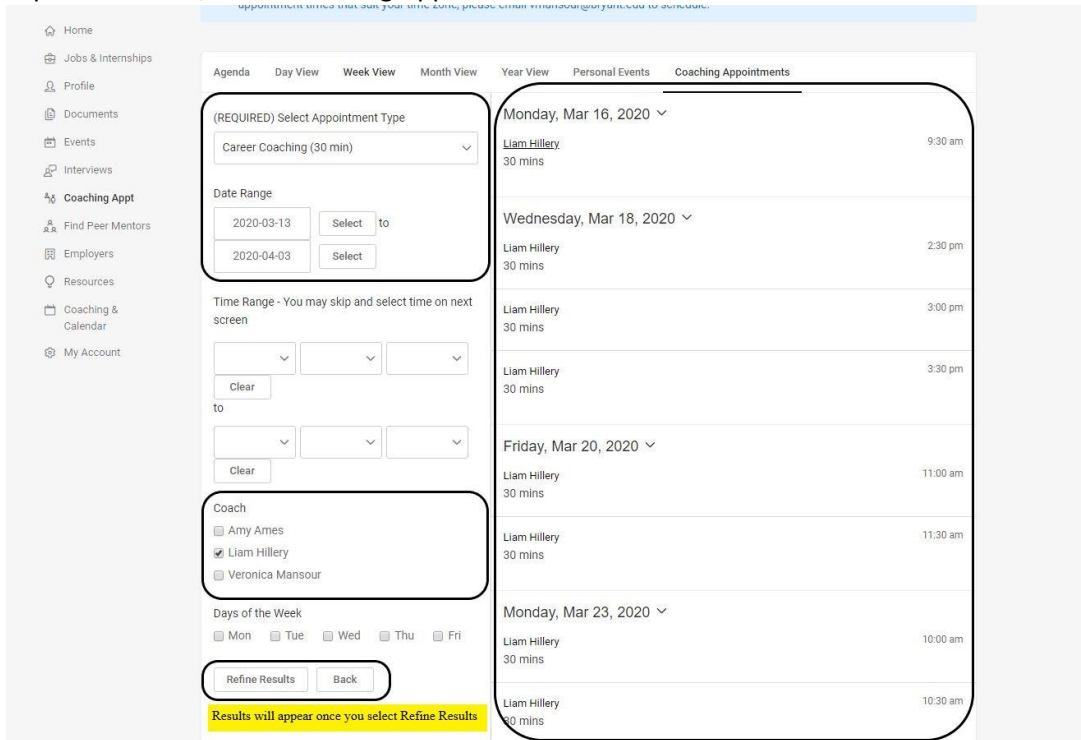 appointment times that suit your time zone, please email vmansour@bryant.edu to schedule.
Home
Jobs & Internships
Profile
Documents
Events
Interviews
Coaching Appt
Find Peer Mentors
Employers
Resources
Coaching &
Calendar
My Account
Agenda Day View Week View Month View Year View Personal Events Coaching Appointments
(REQUIRED) Select Appointment Type
Career Coaching (30 min)
Date Range
2020-03-13 Select to
2020-04-03 Select
Time Range - You may skip and select time on next
screen
Clear
to
Clear
Coach
Amy Ames
Liam Hillery
Veronica Mansour
Days of the Week
Mon Tue Wed Thu Fri
Refine Results Back
Results will appear once you select Refine Results
Monday, Mar 16, 2020
Liam Hillery 9:30 am
30 mins
Wednesday, Mar 18, 2020
Liam Hillery 2:30 pm
30 mins
Liam Hillery 3:00 pm
30 mins
Liam Hillery 3:30 pm
30 mins
Friday, Mar 20, 2020
Liam Hillery 11:00 am
30 mins
Liam Hillery 11:30 am
30 mins
Monday, Mar 23, 2020
Liam Hillery 10:00 am
30 mins
Liam Hillery 10:30 am
30 mins